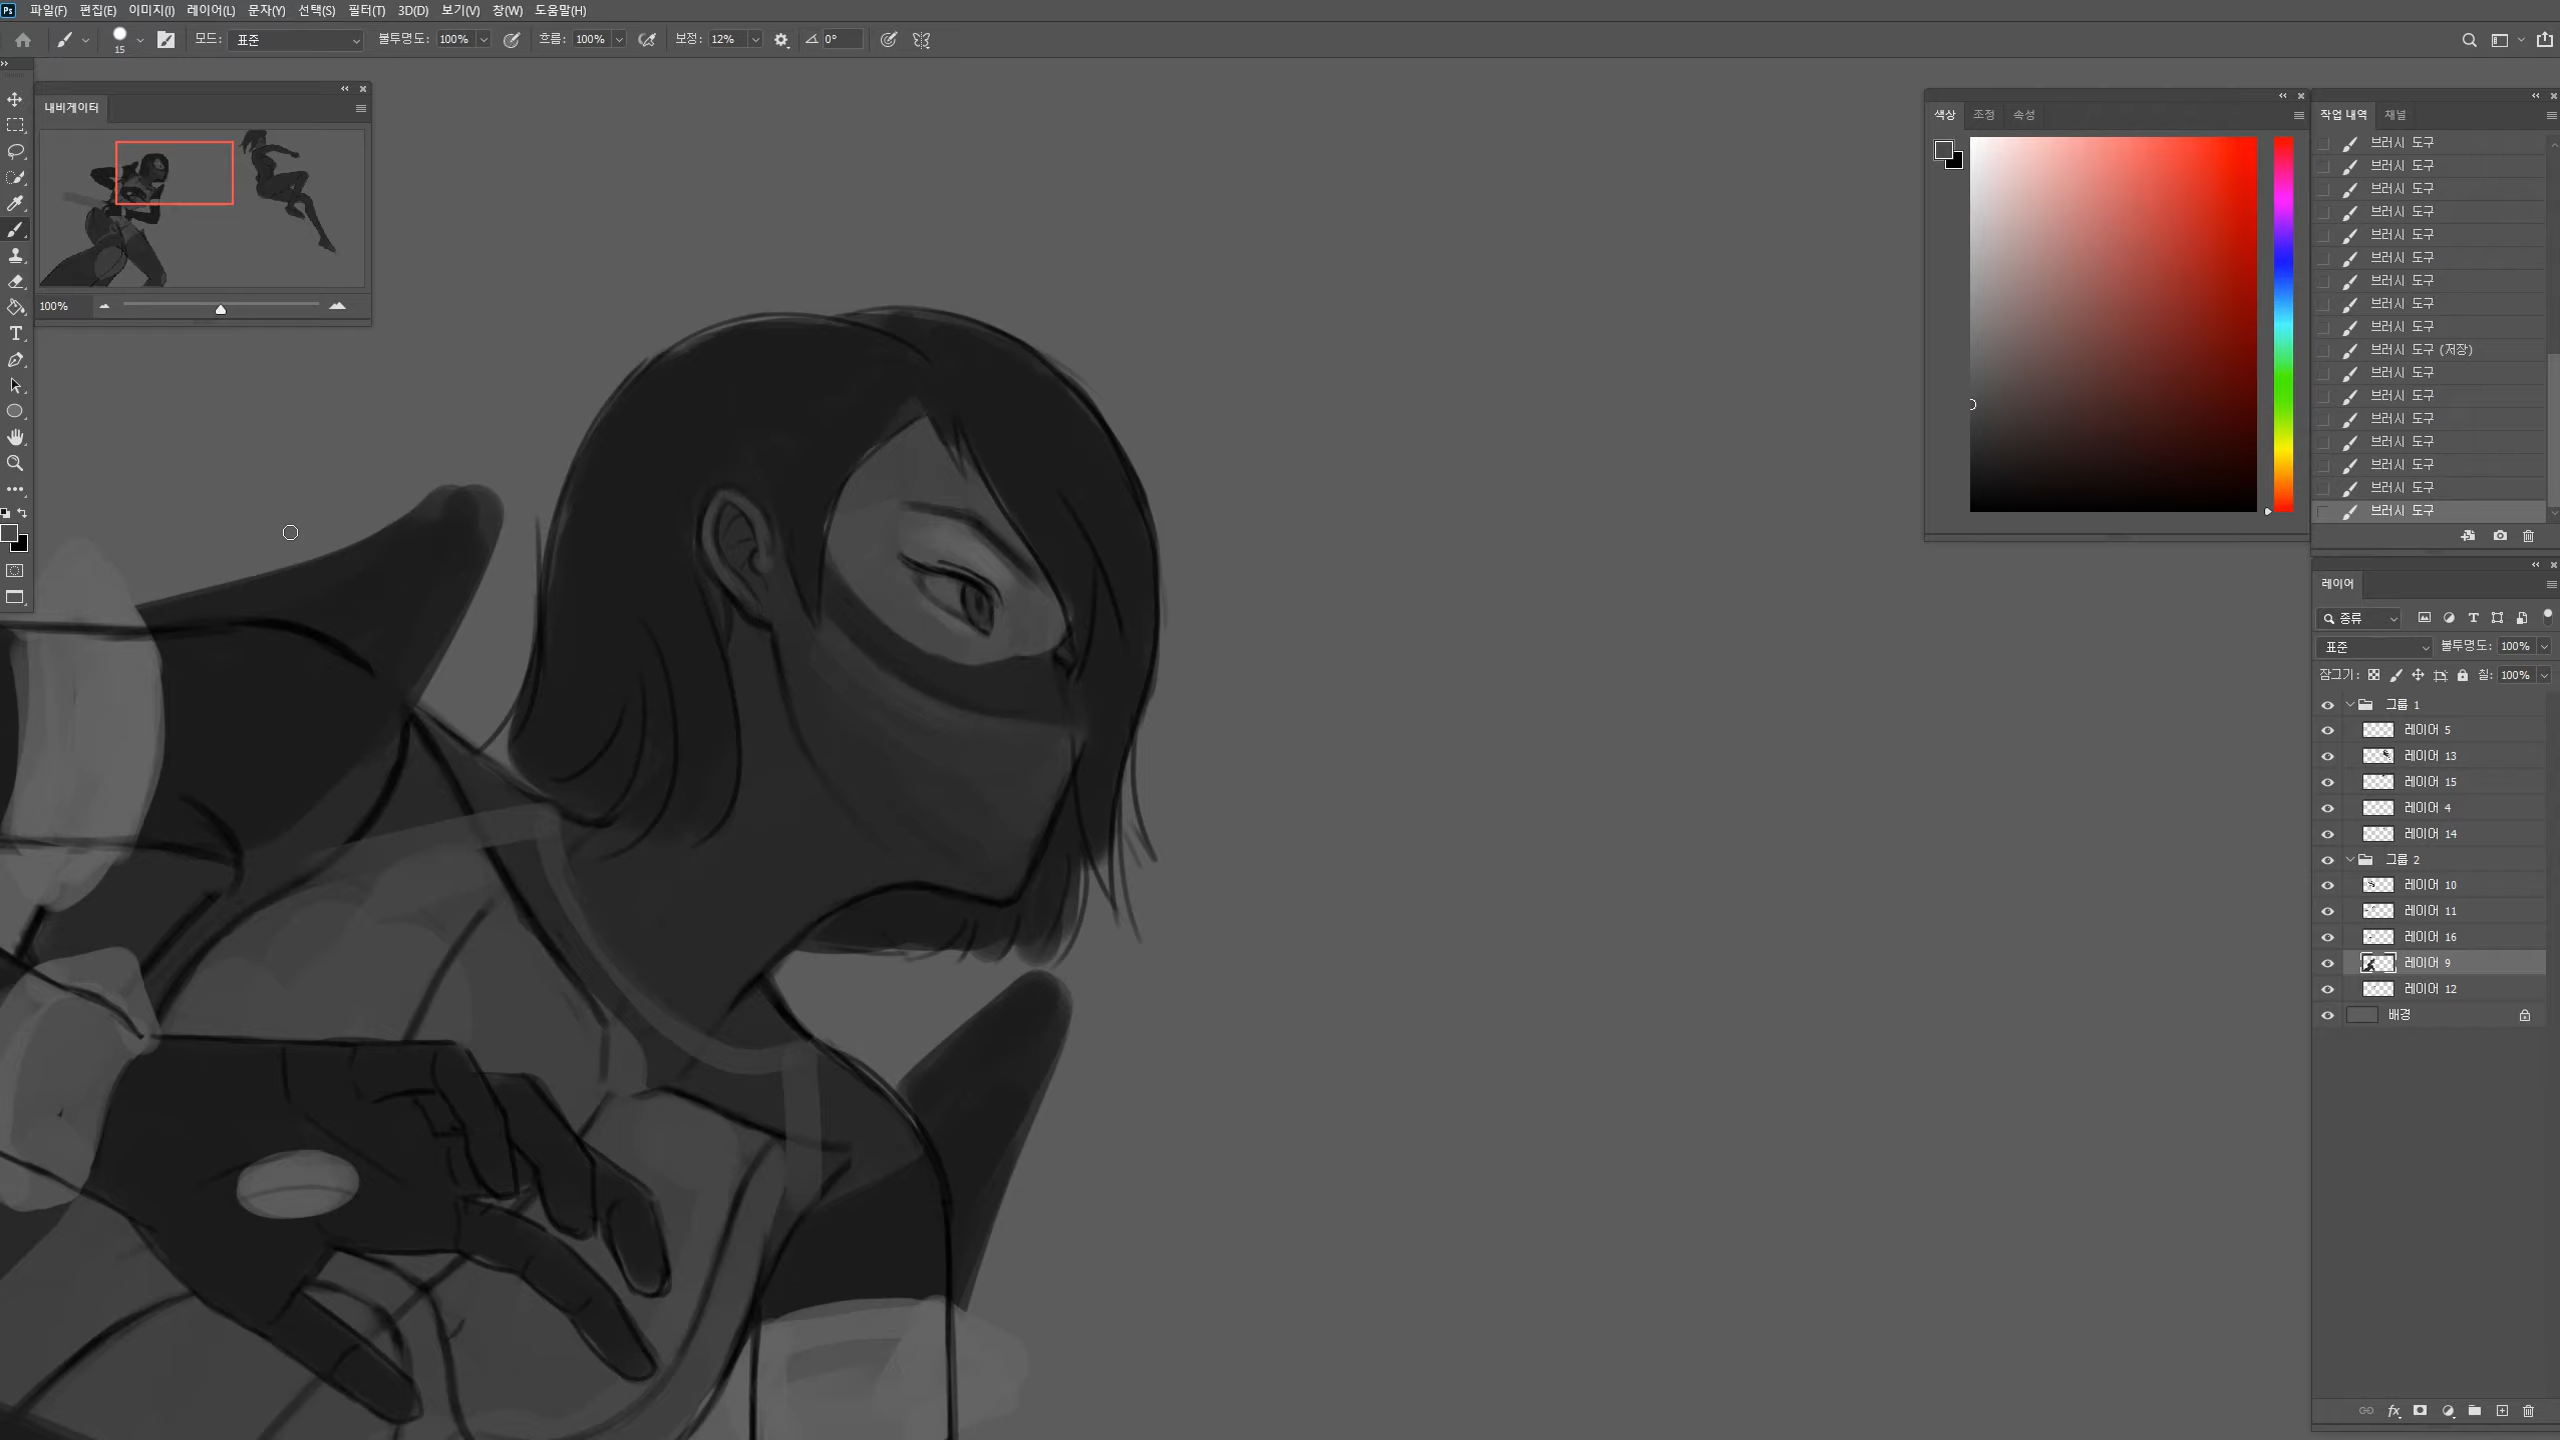 Ps 파일(F) 편집(E) 이미지(I) 레이어(L) 문자(Y) 선택(S) 필터(T) 3D(D) 보기(V) 창(W) 도움말(H)
15 모드: 표준 불투명도: 100% 흐름: 100% 보정: 12% 0°
내비게이터
100%
색상 조정 속성
작업 내역 채널
브러시 도구
브러시 도구
브러시 도구
브러시 도구
브러시 도구
브러시 도구
브러시 도구
브러시 도구
브러시 도구
브러시 도구 (저장)
브러시 도구
브러시 도구
브러시 도구
브러시 도구
브러시 도구
브러시 도구
브러시 도구
레이어
종류
표준 불투명도: 100%
잠그기: 칠: 100%
그룹 1
레이어 5
레이어 13
레이어 15
레이어 4
레이어 14
그룹 2
레이어 10
레이어 11
레이어 16
레이어 9
레이어 12
배경
fx